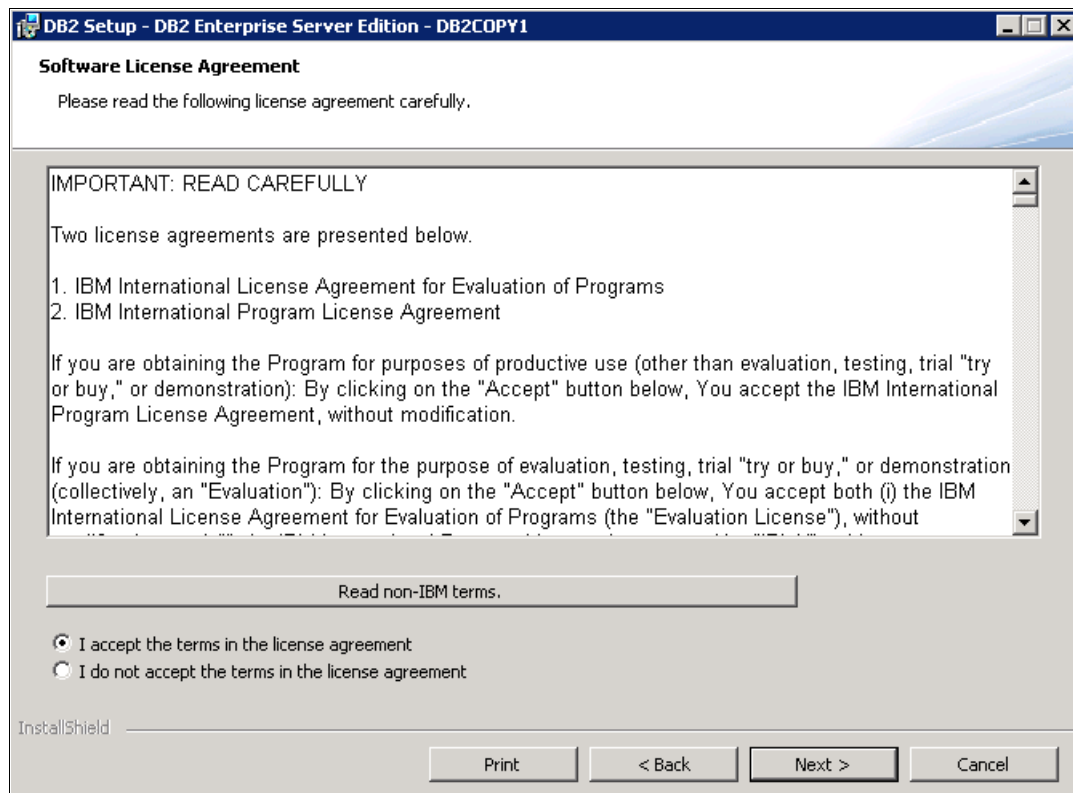 DB2 Setup - DB2 Enterprise Server Edition - DB2COPY1
Software License Agreement
Please read the following license agreement carefully.
IMPORTANT: READ CAREFULLY
Two license agreements are presented below.
1. IBM International License Agreement for Evaluation of Programs
2. IBM International Program License Agreement
If you are obtaining the Program for purposes of productive use (other than evaluation, testing, trial "try
or buy," or demonstration): By clicking on the "Accept" button below, You accept the IBM International
Program License Agreement, without modification.
If you are obtaining the Program for the purpose of evaluation, testing, trial "try or buy," or demonstration
(collectively, an "Evaluation"): By clicking on the "Accept" button below, You accept both (i) the IBM
International License Agreement for Evaluation of Programs (the "Evaluation License"), without
Read non-IBM terms.
I accept the terms in the license agreement
I do not accept the terms in the license agreement
InstallShield
Print
< Back
Next >
Cancel